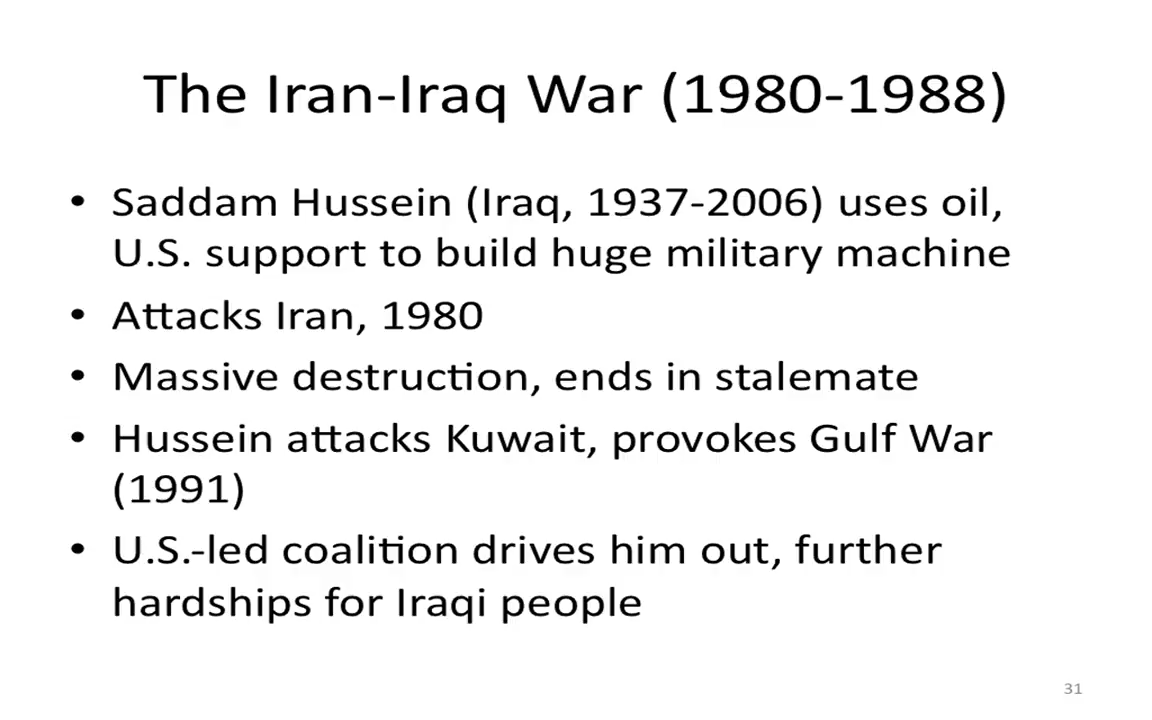 The Iran-Iraq War (1980-1988)
• Saddam Hussein (Iraq, 1937-2006) uses oil,
U.S. support to build huge military machine
• Attacks Iran, 1980
• Massive destruction, ends in stalemate
• Hussein attacks Kuwait, provokes Gulf War
(1991)
• U.S.-led coalition drives him out, further
hardships for Iraqi people
31